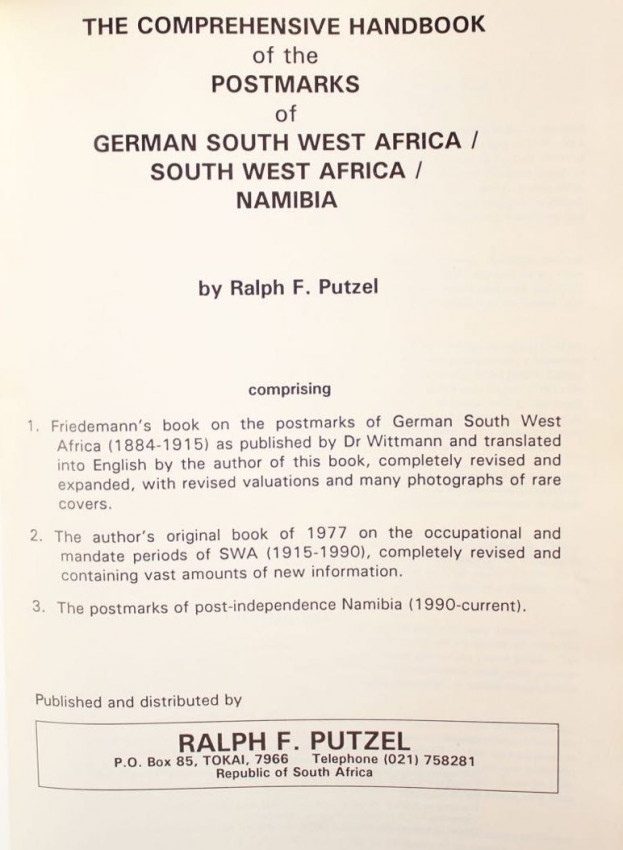 THE COMPREHENSIVE HANDBOOK
of the
POSTMARKS
of
GERMAN SOUTH WEST AFRICA /
SOUTH WEST AFRICA /
NAMIBIA
by Ralph F. Putzel
comprising
1. Friedemann's book on the postmarks of German South West
Africa (1884-1915) as published by Dr Wittmann and translated
into English by the author of this book, completely revised and
expanded, with revised valuations and many photographs of rare
covers.
2. The author's original book of 1977 on the occupational and
mandate periods of SWA (1915-1990), completely revised and
containing vast amounts of new information.
3. The postmarks of post-independence Namibia (1990-current).
Published and distributed by
RALPH F. PUTZEL
P.O. Box 85, TOKAI, 7966 Telephone (021) 758281
Republic of South Africa